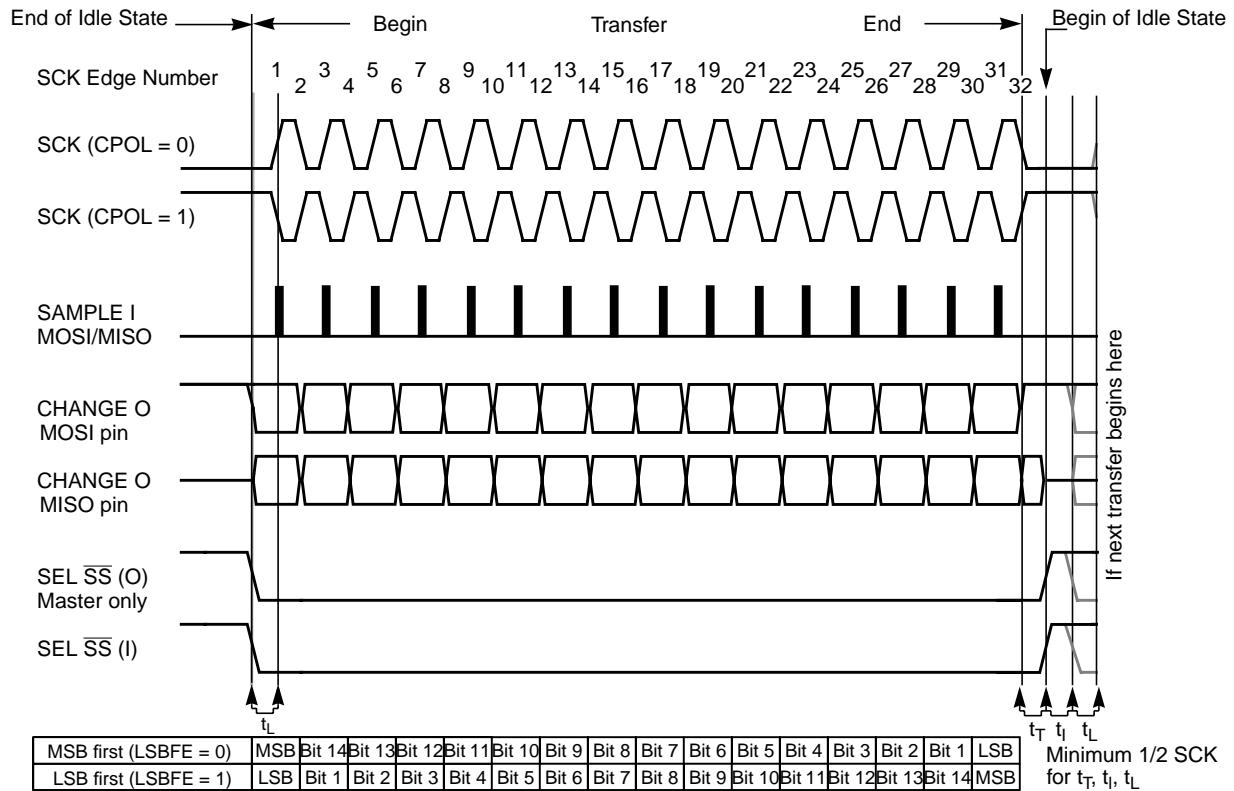 End of Idle State Begin Transfer End Begin of Idle State
SCK Edge Number 1 2 3 4 5 6 7 8 9 10 11 12 13 14 15 16 17 18 19 20 21 22 23 24 25 26 27 28 29 30 31 32
SCK (CPOL = 0)
SCK (CPOL = 1)
SAMPLE I
MOSI/MISO
CHANGE O
MOSI pin
CHANGE O
MISO pin
SEL SS (O)
Master only
SEL SS (I)
If next transfer begins here
tL tT tI tL
MSB first (LSBFE = 0) MSB Bit 14 Bit 13 Bit 12 Bit 11 Bit 10 Bit 9 Bit 8 Bit 7 Bit 6 Bit 5 Bit 4 Bit 3 Bit 2 Bit 1 LSB
LSB first (LSBFE = 1) LSB Bit 1 Bit 2 Bit 3 Bit 4 Bit 5 Bit 6 Bit 7 Bit 8 Bit 9 Bit 10 Bit 11 Bit 12 Bit 13 Bit 14 MSB
Minimum 1/2 SCK
for tT, tI, tL